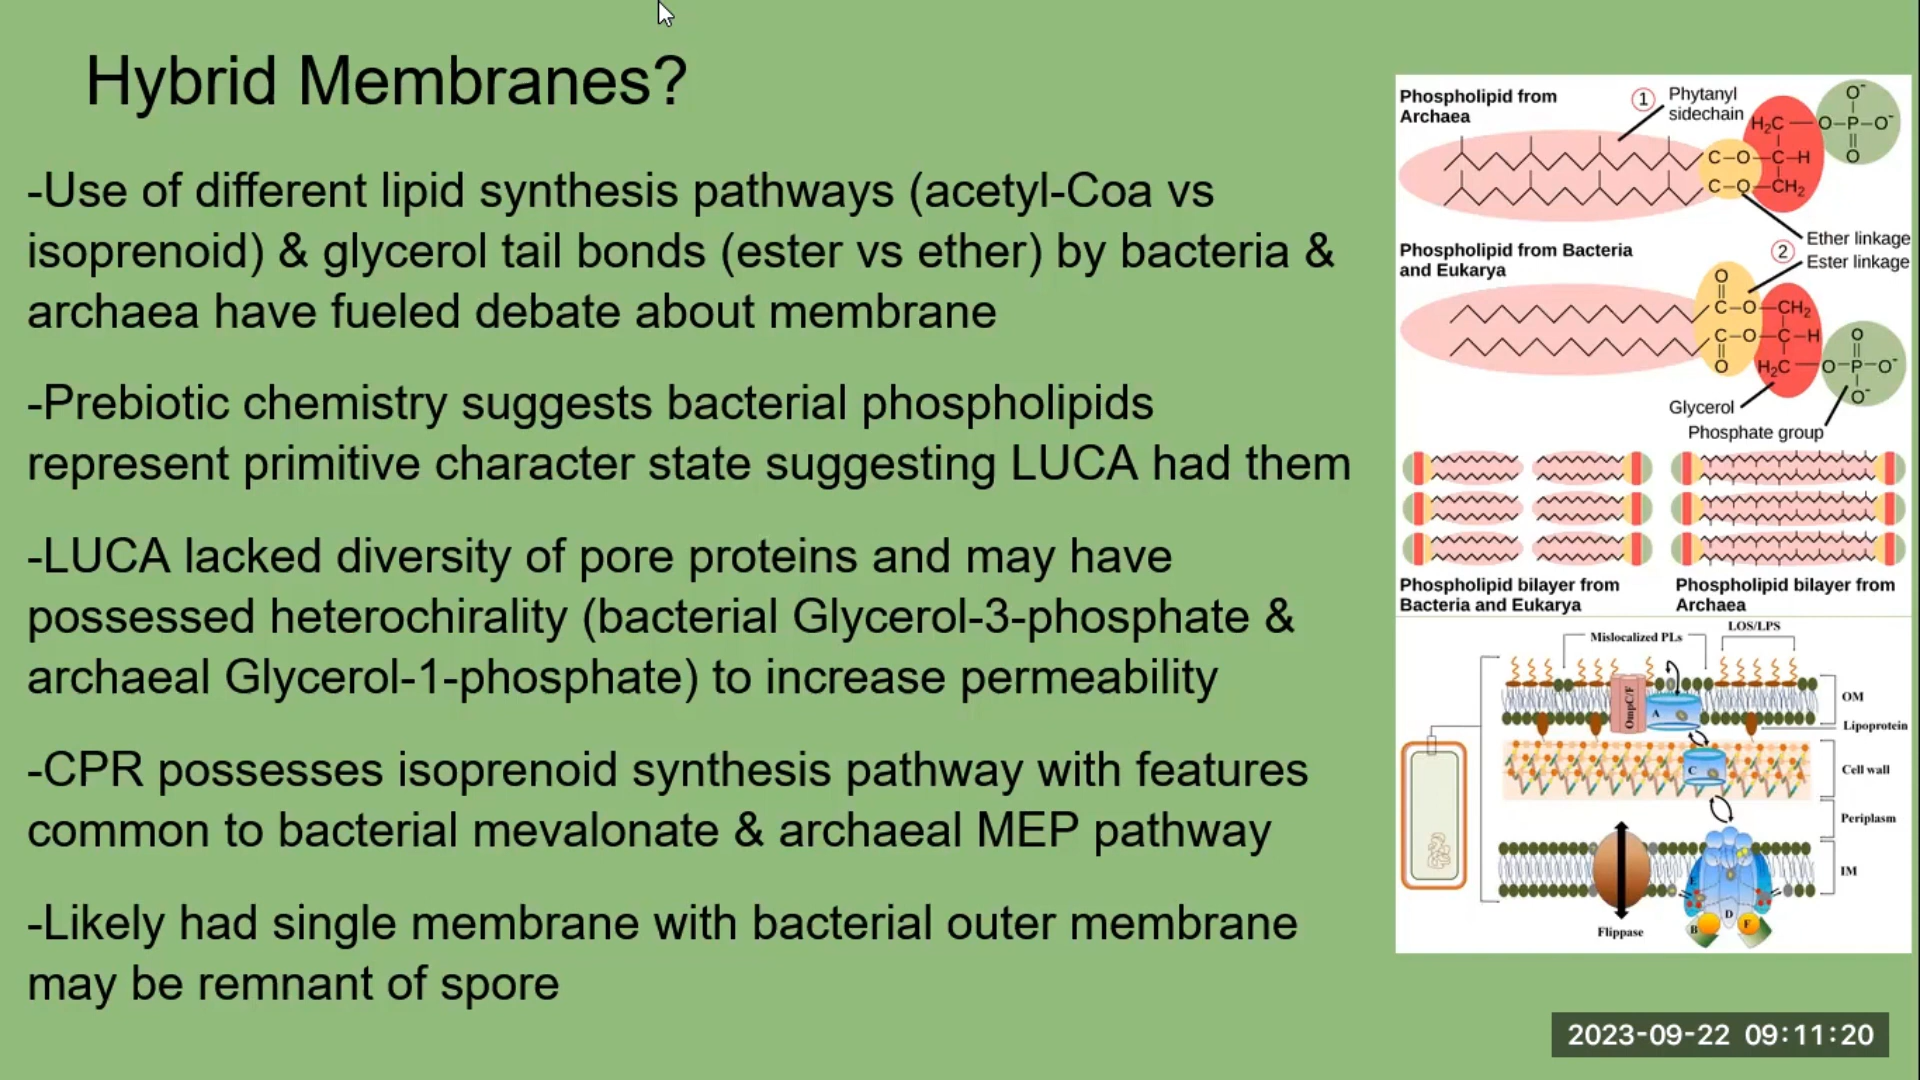 Hybrid Membranes?
-Use of different lipid synthesis pathways (acetyl-Coa vs
isoprenoid) & glycerol tail bonds (ester vs ether) by bacteria &
archaea have fueled debate about membrane
-Prebiotic chemistry suggests bacterial phospholipids
represent primitive character state suggesting LUCA had them
-LUCA lacked diversity of pore proteins and may have
possessed heterochirality (bacterial Glycerol-3-phosphate &
archaeal Glycerol-1-phosphate) to increase permeability
-CPR possesses isoprenoid synthesis pathway with features
common to bacterial mevalonate & archaeal MEP pathway
-Likely had single membrane with bacterial outer membrane
may be remnant of spore
Phospholipid from
Archaea
1
Phytanyl
sidechain
O-
H2C
O-P-O-
O
C-O-C-H
C-O-CH2
Ether linkage
Phospholipid from Bacteria
and Eukarya
2
Ester linkage
O
C-O-CH2
C-O-C-H
O
H2C
O
O-P-O-
O-
Glycerol
Phosphate group
Phospholipid bilayer from
Bacteria and Eukarya
Phospholipid bilayer from
Archaea
Mislocalized PLs
LOS/LPS
OmpC/F
A
OM
Lipoprotein
C
Cell wall
Periplasm
IM
E
D
B
F
Flippase
2023-09-22 09:11:20